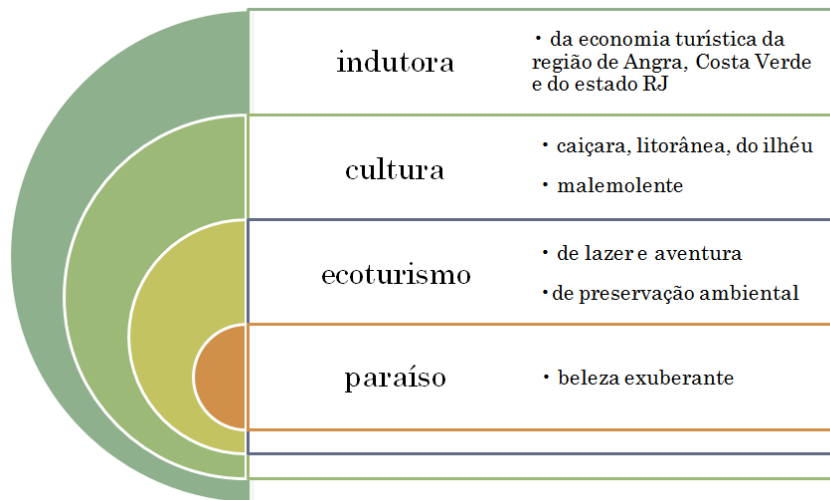 indutora
• da economia turística da
região de Angra, Costa Verde
e do estado RJ
cultura
• caiçara, litorânea, do ilhéu
• malemolente
ecoturismo
• de lazer e aventura
• de preservação ambiental
paraíso
• beleza exuberante